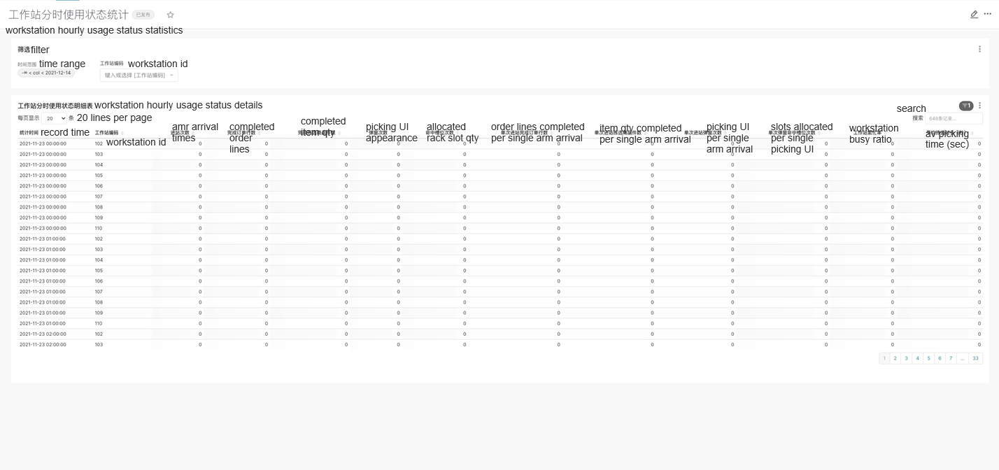 工作站分时使用状态统计 已发布
workstation hourly usage status statistics
筛选 filter
时间范围 time range 工作站编码 workstation id
-∞ < col < 2021-12-14 键入或选择 [工作站编码]
工作站分时使用状态明细表 workstation hourly usage status details 1
每页显示 20 条 20 lines per page search
搜索 648条记录...
统计时间 record time 工作站编码 workstation id
进站次数 amr arrival times
完成订单行数 completed order lines
completed item qty
弹窗次数 picking UI appearance
命中槽位次数 allocated rack slot qty
单次进站完成订单行数 order lines completed per single arm arrival
item qty completed per single arm arrival
单次进站弹窗次数 picking UI per single arm arrival
单次弹窗命中槽位次数 slots allocated per single picking UI
工作站繁忙率 workstation busy ratio
av picking time (sec)
2021-11-23 00:00:00 102 0 0 0 0 0 0 0 0 0 0 0
2021-11-23 00:00:00 103 0 0 0 0 0 0 0 0 0 0 0
2021-11-23 00:00:00 104 0 0 0 0 0 0 0 0 0 0 0
2021-11-23 00:00:00 105 0 0 0 0 0 0 0 0 0 0 0
2021-11-23 00:00:00 106 0 0 0 0 0 0 0 0 0 0 0
2021-11-23 00:00:00 107 0 0 0 0 0 0 0 0 0 0 0
2021-11-23 00:00:00 108 0 0 0 0 0 0 0 0 0 0 0
2021-11-23 00:00:00 109 0 0 0 0 0 0 0 0 0 0 0
2021-11-23 00:00:00 110 0 0 0 0 0 0 0 0 0 0 0
2021-11-23 01:00:00 102 0 0 0 0 0 0 0 0 0 0 0
2021-11-23 01:00:00 103 0 0 0 0 0 0 0 0 0 0 0
2021-11-23 01:00:00 104 0 0 0 0 0 0 0 0 0 0 0
2021-11-23 01:00:00 105 0 0 0 0 0 0 0 0 0 0 0
2021-11-23 01:00:00 106 0 0 0 0 0 0 0 0 0 0 0
2021-11-23 01:00:00 107 0 0 0 0 0 0 0 0 0 0 0
2021-11-23 01:00:00 108 0 0 0 0 0 0 0 0 0 0 0
2021-11-23 01:00:00 109 0 0 0 0 0 0 0 0 0 0 0
2021-11-23 01:00:00 110 0 0 0 0 0 0 0 0 0 0 0
2021-11-23 02:00:00 102 0 0 0 0 0 0 0 0 0 0 0
2021-11-23 02:00:00 103 0 0 0 0 0 0 0 0 0 0 0
1 2 3 4 5 6 7 ... 33